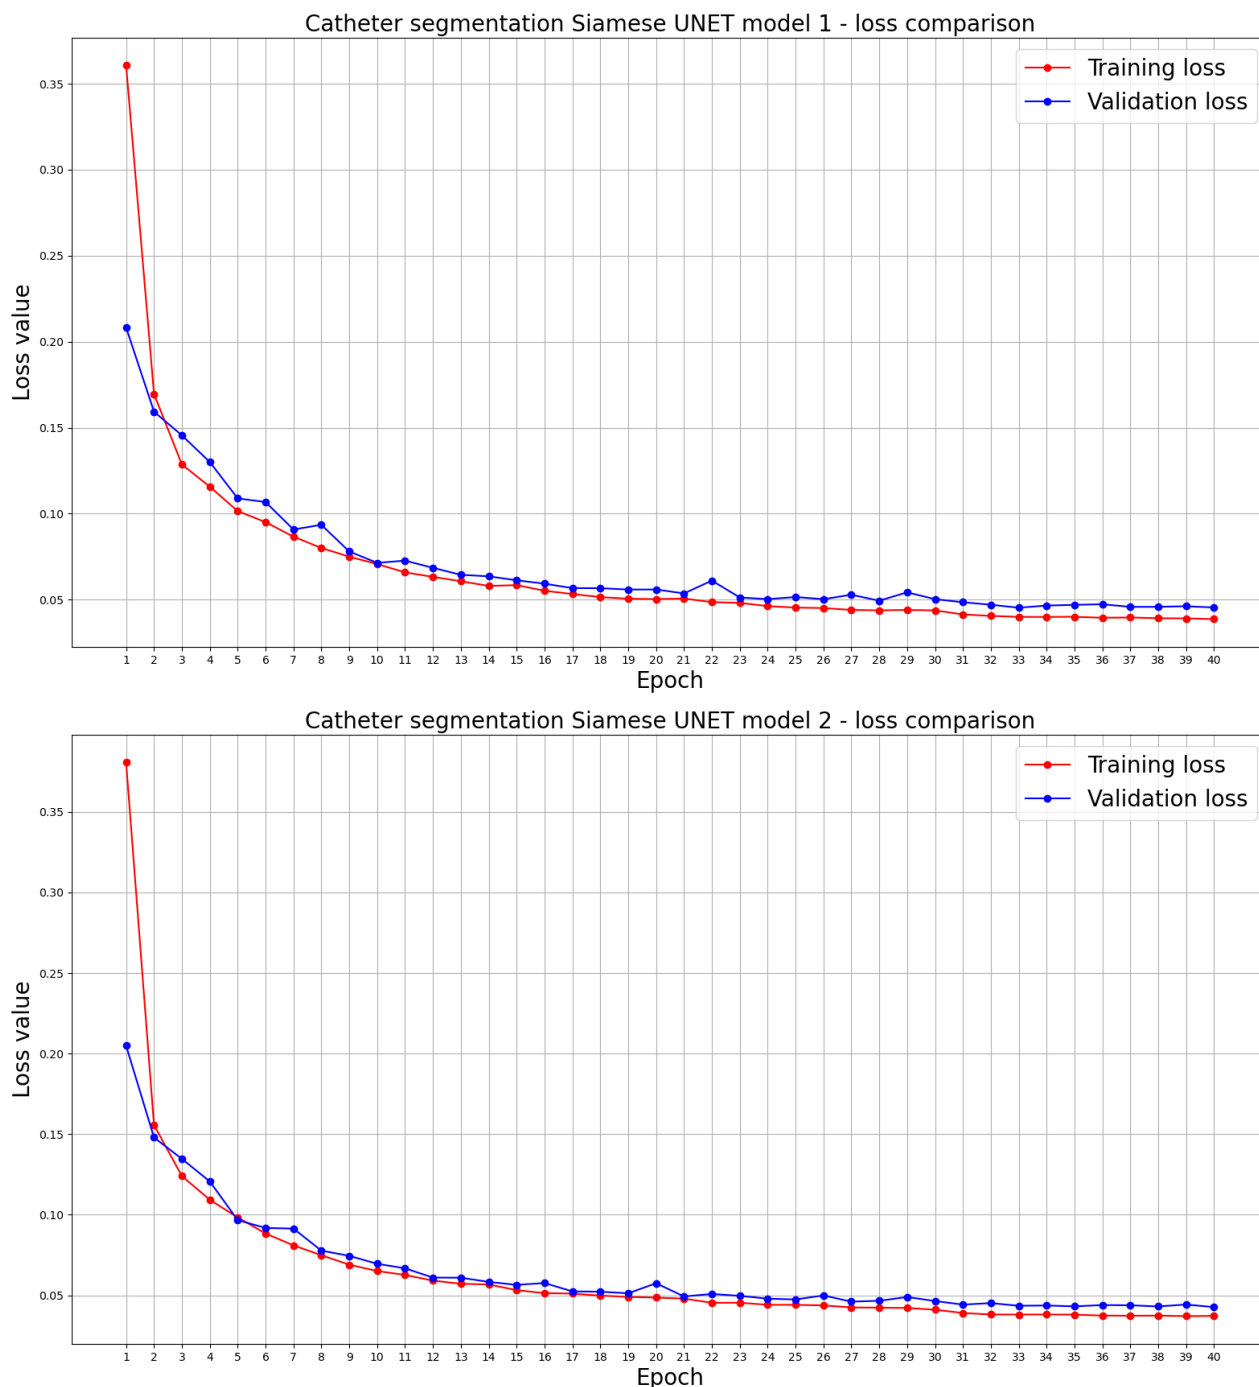 Catheter segmentation Siamese UNET model 1 - loss comparison
Training loss
Validation loss
0.35
0.30
0.25
0.20
0.15
0.10
0.05
Loss value
1 2 3 4 5 6 7 8 9 10 11 12 13 14 15 16 17 18 19 20 21 22 23 24 25 26 27 28 29 30 31 32 33 34 35 36 37 38 39 40
Epoch
Catheter segmentation Siamese UNET model 2 - loss comparison
Training loss
Validation loss
0.35
0.30
0.25
0.20
0.15
0.10
0.05
Loss value
1 2 3 4 5 6 7 8 9 10 11 12 13 14 15 16 17 18 19 20 21 22 23 24 25 26 27 28 29 30 31 32 33 34 35 36 37 38 39 40
Epoch